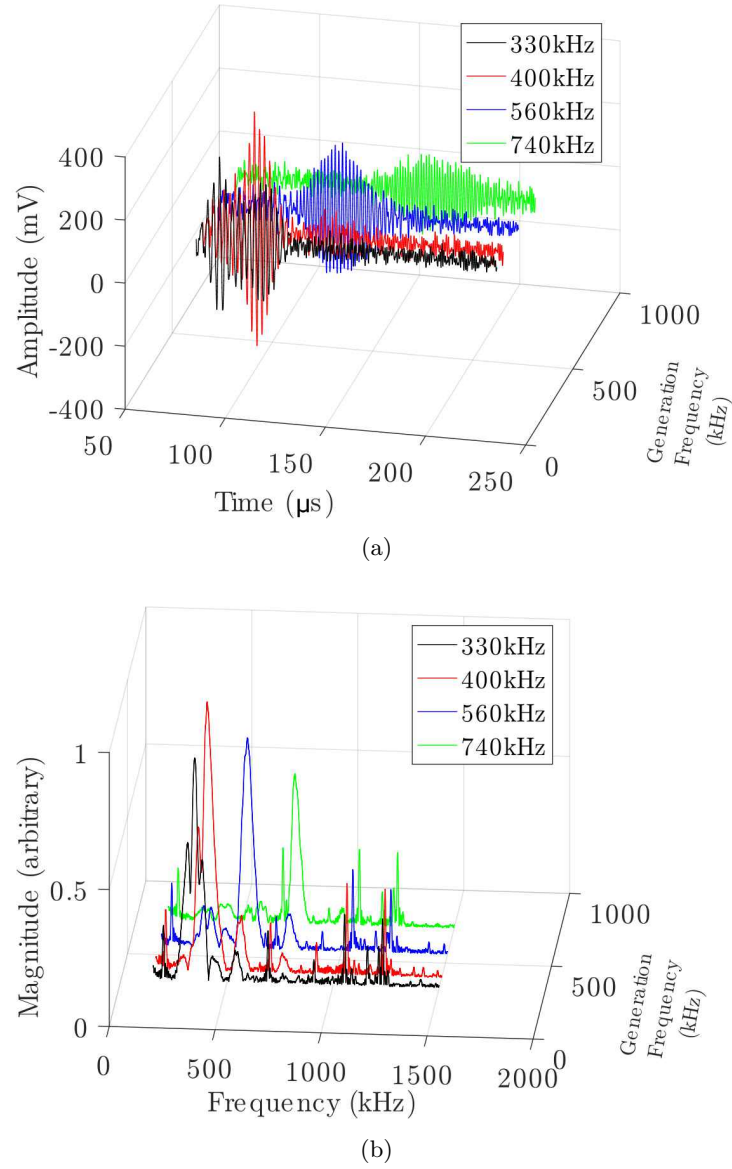 330kHz
400kHz
560kHz
740kHz
400
200
0
-200
-400
Amplitude (mV)
50
100
150
200
250
Time (μs)
0
500
1000
Generation
Frequency
(kHz)
(a)
330kHz
400kHz
560kHz
740kHz
1
0.5
0
Magnitude (arbitrary)
0
500
1000
1500
2000
Frequency (kHz)
0
500
1000
Generation
Frequency
(kHz)
(b)